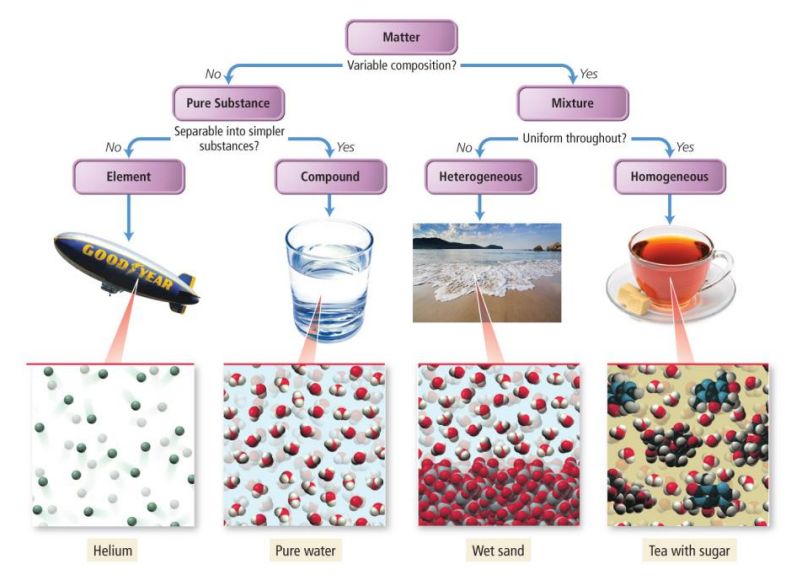 Matter
Variable composition?
No
Yes
Pure Substance
Mixture
Separable into simpler
substances?
Uniform throughout?
No
Yes
No
Yes
Element
Compound
Heterogeneous
Homogeneous
GOODYEAR
Helium
Pure water
Wet sand
Tea with sugar